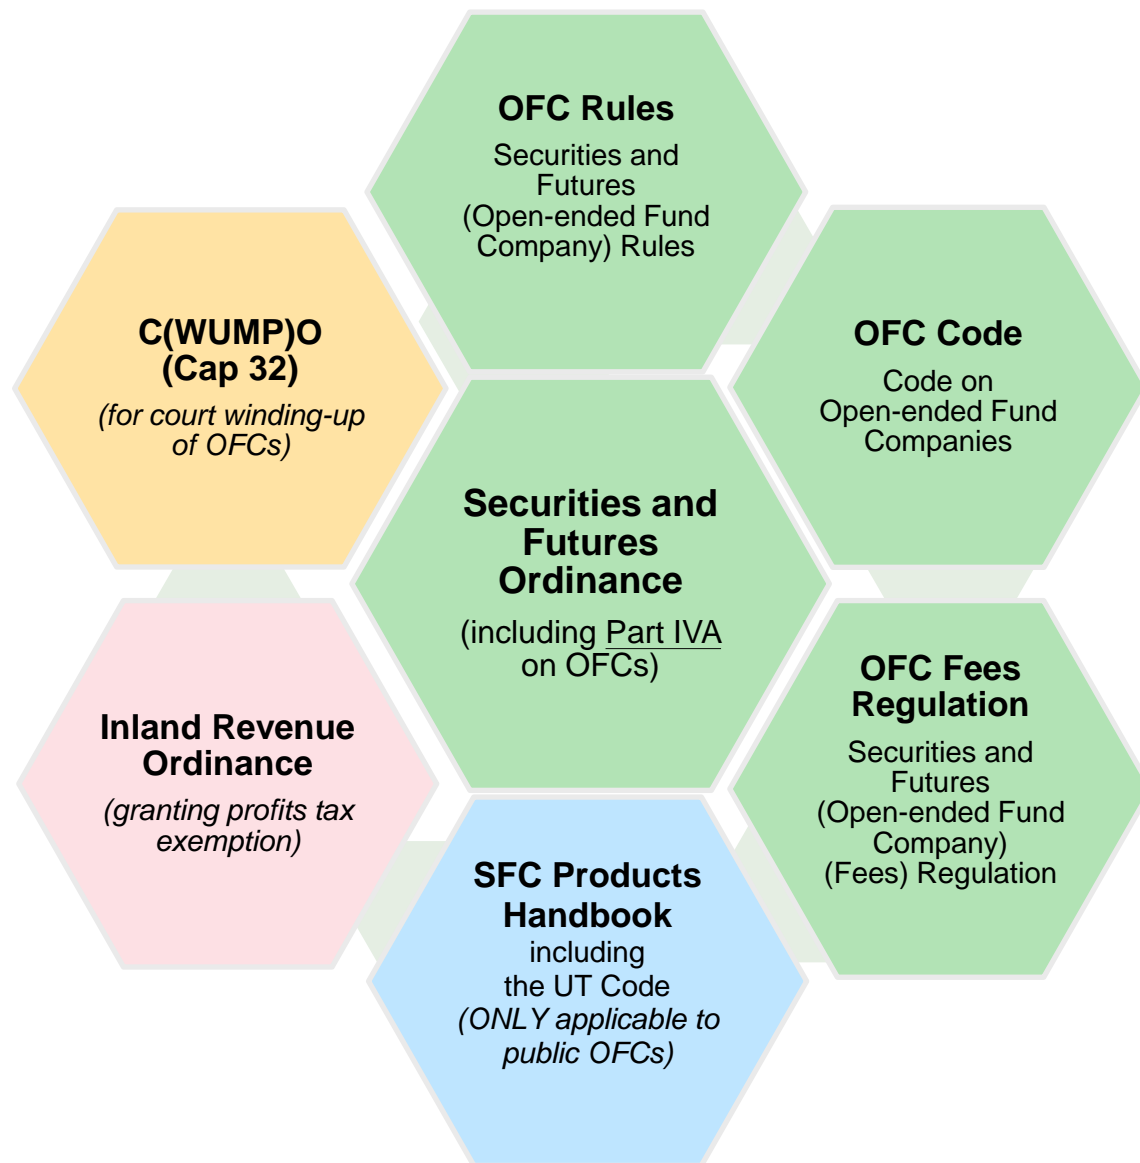 OFC Rules
Securities and
Futures
(Open-ended Fund
Company) Rules
C(WUMP)O
(Cap 32)
(for court winding-up
of OFCs)
OFC Code
Code on
Open-ended Fund
Companies
Securities and
Futures
Ordinance
(including Part IVA
on OFCs)
Inland Revenue
Ordinance
(granting profits tax
exemption)
OFC Fees
Regulation
Securities and
Futures
(Open-ended Fund
Company)
(Fees) Regulation
SFC Products
Handbook
including
the UT Code
(ONLY applicable to
public OFCs)